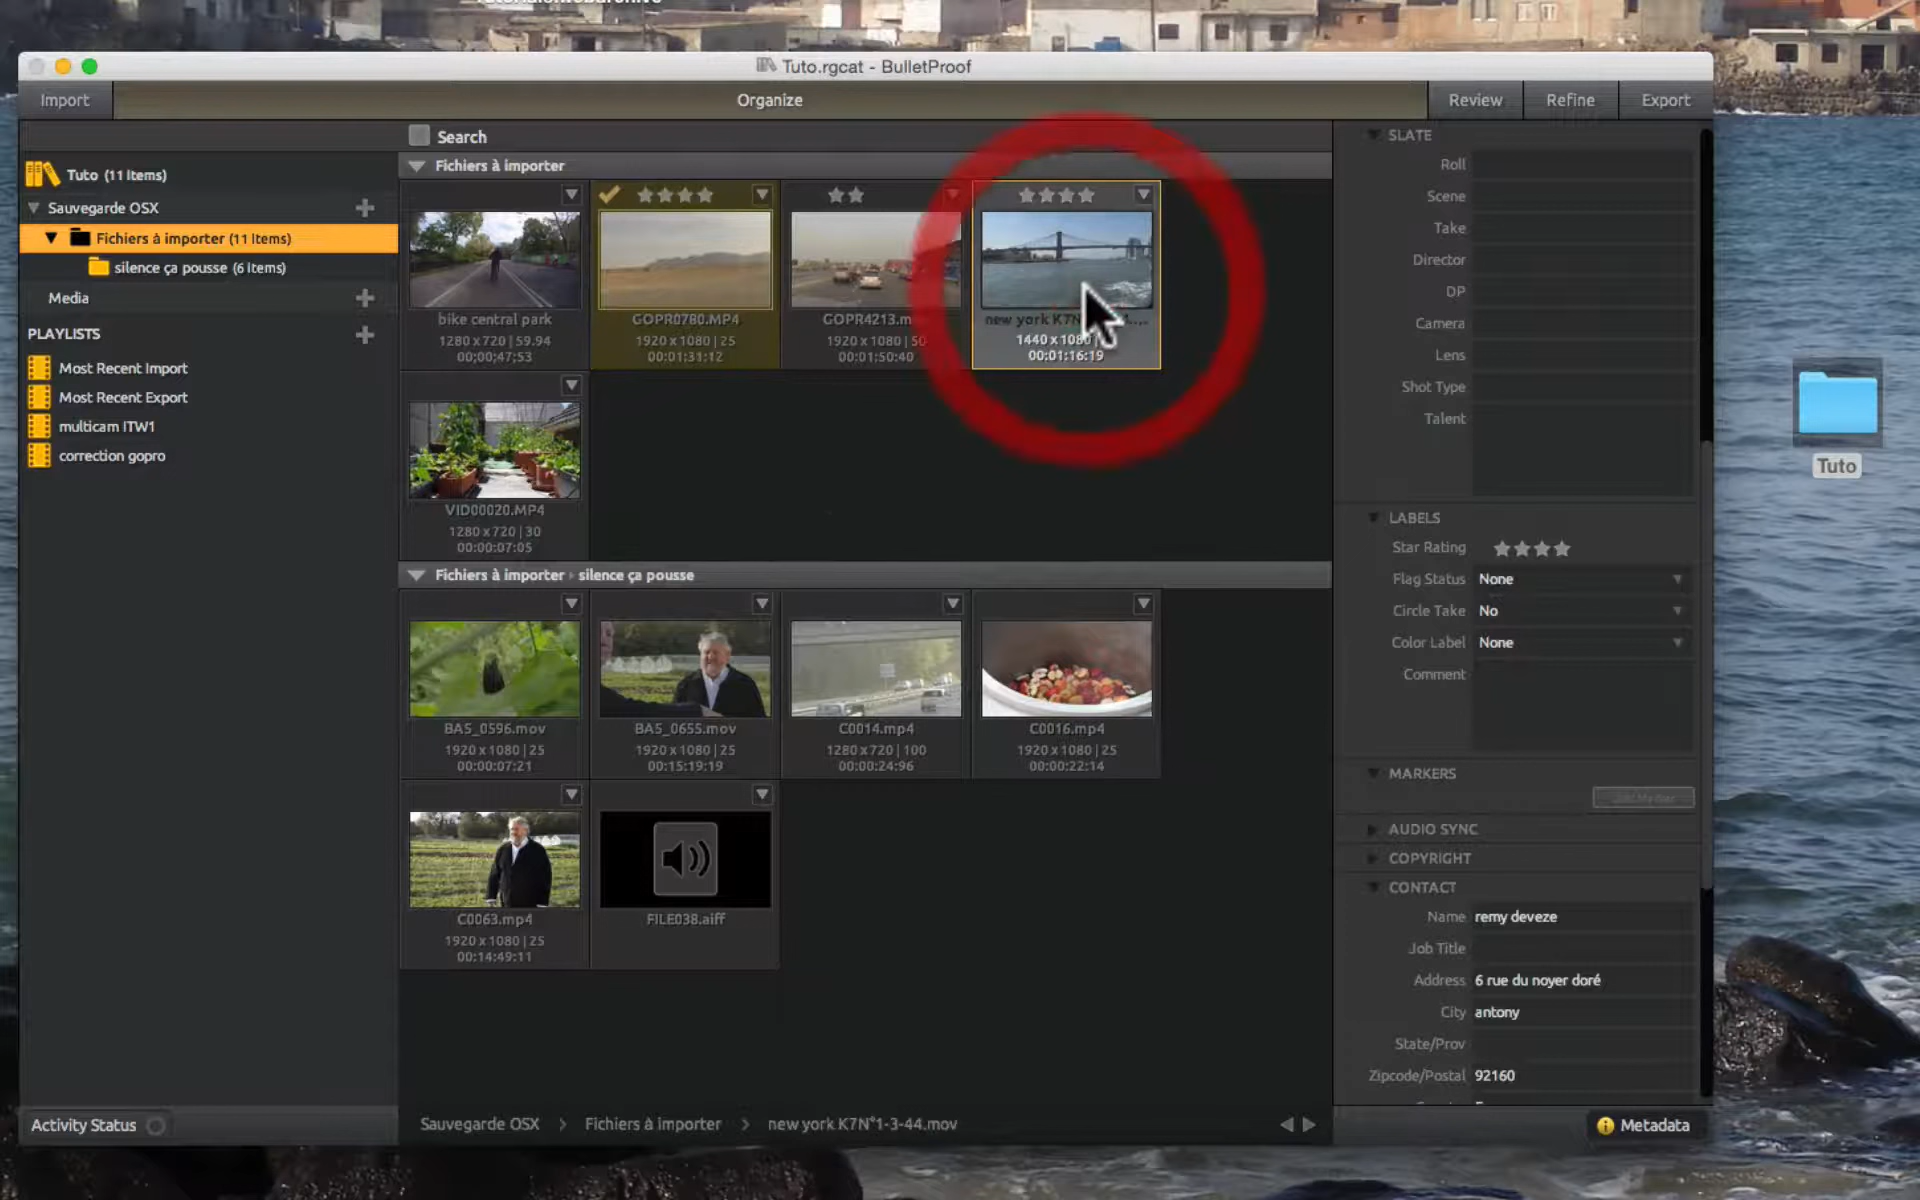 Tuto.rgcat - BulletProof
Import
Organize
Review
Refine
Export
Search
Tuto (11 Items)
Sauvegarde OSX
Fichiers à importer (11 Items)
silence ça pousse (6 Items)
Media
PLAYLISTS
Most Recent Import
Most Recent Export
multicam ITW1
correction gopro
Fichiers à importer
bike central park
1280 x 720 | 59.94
00;00;47;53
GOPR0780.MP4
1920 x 1080 | 25
00:01:31:12
GOPR4213.m
1920 x 1080 | 50
00:01:50:40
new york K7N
1440 x 1080 |
00:01:16:19
VID00020.MP4
1280 x 720 | 30
00:00:07:05
Fichiers à importer › silence ça pousse
BA5_0596.mov
1920 x 1080 | 25
00:00:07:21
BA5_0655.mov
1920 x 1080 | 25
00:15:19:19
C0014.mp4
1280 x 720 | 100
00:00:24:96
C0016.mp4
1920 x 1080 | 25
00:00:22:14
C0063.mp4
1920 x 1080 | 25
00:14:49:11
FILE038.aiff
SLATE
Roll
Scene
Take
Director
DP
Camera
Lens
Shot Type
Talent
LABELS
Star Rating
Flag Status None
Circle Take No
Color Label None
Comment
MARKERS
AUDIO SYNC
COPYRIGHT
CONTACT
Name remy deveze
Job Title
Address 6 rue du noyer doré
City antony
State/Prov
Zipcode/Postal 92160
Activity Status
Sauvegarde OSX > Fichiers à importer > new york K7N°1-3-44.mov
Metadata
Tuto